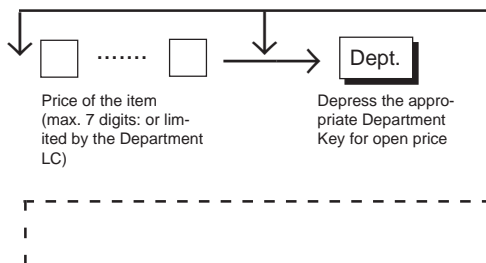 Dept.
Price of the item
(max. 7 digits: or lim-
ited by the Department
LC)
Depress the appro-
priate Department
Key for open price